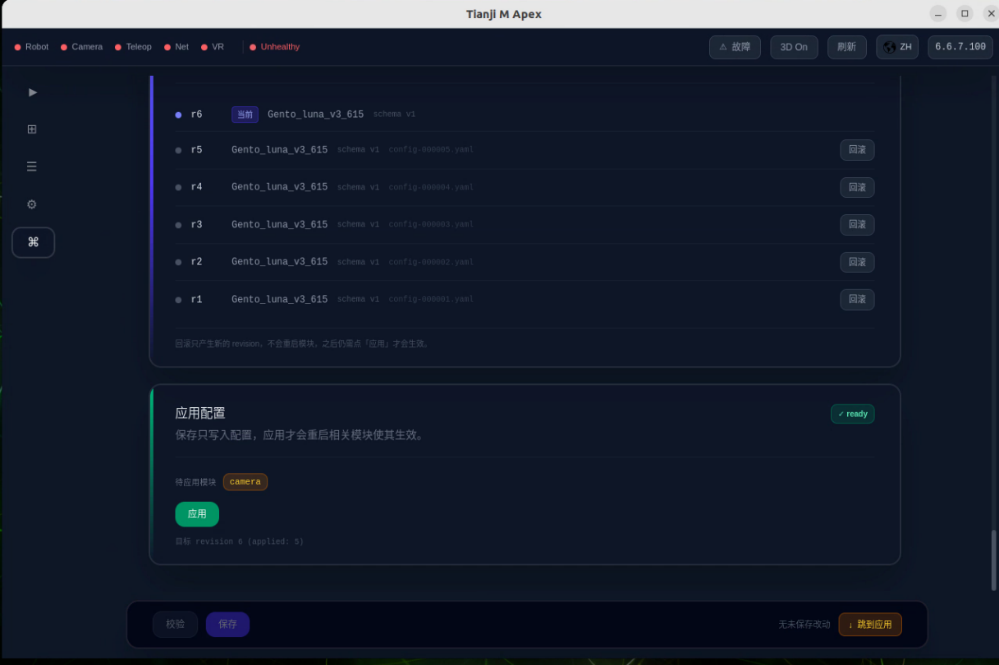 Tianji M Apex
Robot Camera Teleop Net VR Unhealthy ⚠ 故障 3D On 刷新 ZH 6.6.7.100
r6 当前 Gento_luna_v3_615 schema v1
r5 Gento_luna_v3_615 schema v1 config-000005.yaml 回滚
r4 Gento_luna_v3_615 schema v1 config-000004.yaml 回滚
r3 Gento_luna_v3_615 schema v1 config-000003.yaml 回滚
r2 Gento_luna_v3_615 schema v1 config-000002.yaml 回滚
r1 Gento_luna_v3_615 schema v1 config-000001.yaml 回滚
回滚只产生新的 revision，不会重启模块。之后仍需点「应用」才会生效。
应用配置 ✓ ready
保存只写入配置，应用才会重启相关模块使其生效。
待应用模块 camera
应用
目标 revision 6 (applied: 5)
校验 保存 无未保存改动 ↓ 跳到应用